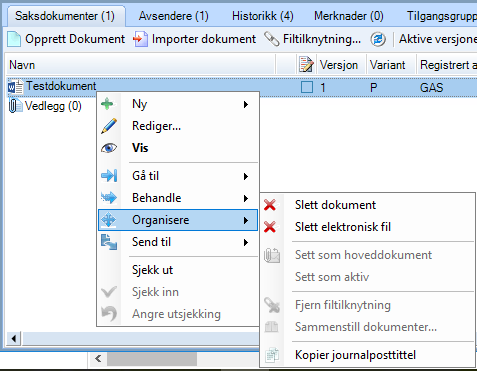 Saksdokumenter (1) Avsendere (1) Historikk (4) Merknader (0) Tilgangsgrupp
Opprett Dokument Importer dokument Filtilknytning... Aktive versjone
Navn Versjon Variant Registrert a
Testdokument 1 P GAS
Vedlegg (0)
Ny
Rediger...
Vis
Gå til
Behandle
Organisere
Send til
Sjekk ut
Sjekk inn
Angre utsjekking
Slett dokument
Slett elektronisk fil
Sett som hoveddokument
Sett som aktiv
Fjern filtilknytning
Sammenstill dokumenter...
Kopier journalposttittel